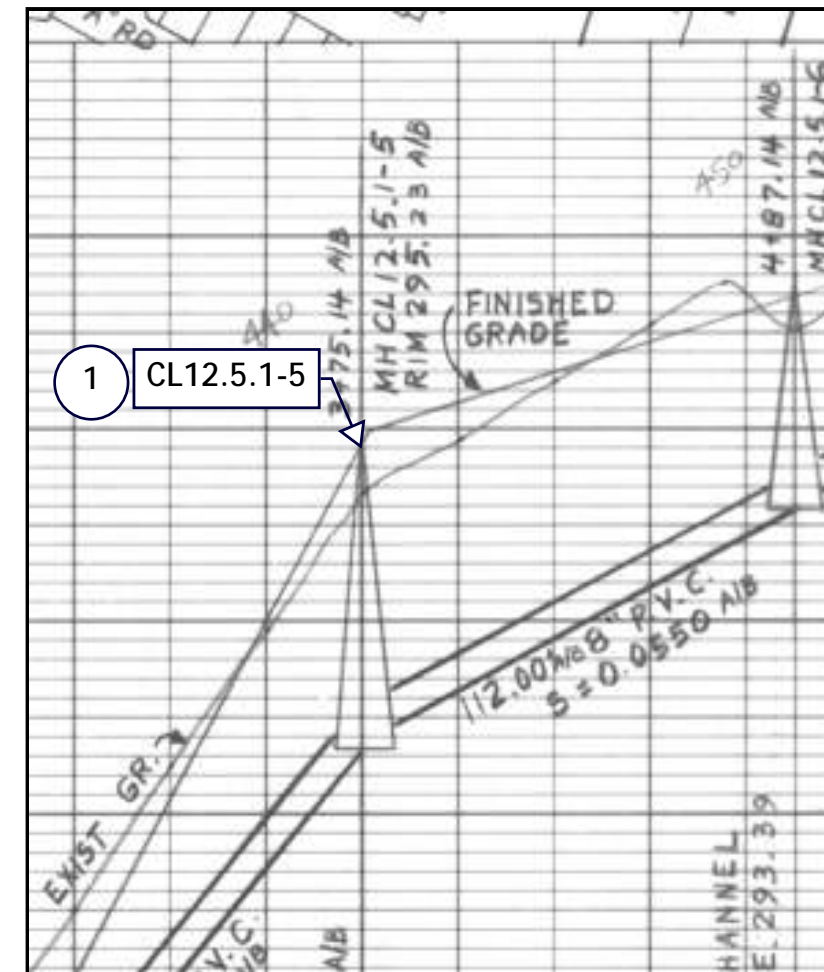 "A" RD
440
3+75.14 A/B
MH CL12.5.1-5
RIM 295.23 A/B
450
4+87.14 A/B
MH CL12.5.1-6
FINISHED
GRADE
1
CL12.5.1-5
112.00 A/B 8" P.V.C.
S = 0.0550 A/B
EXIST GR.
V.C.
A/B
A/B
HANNEL
E. 293.39